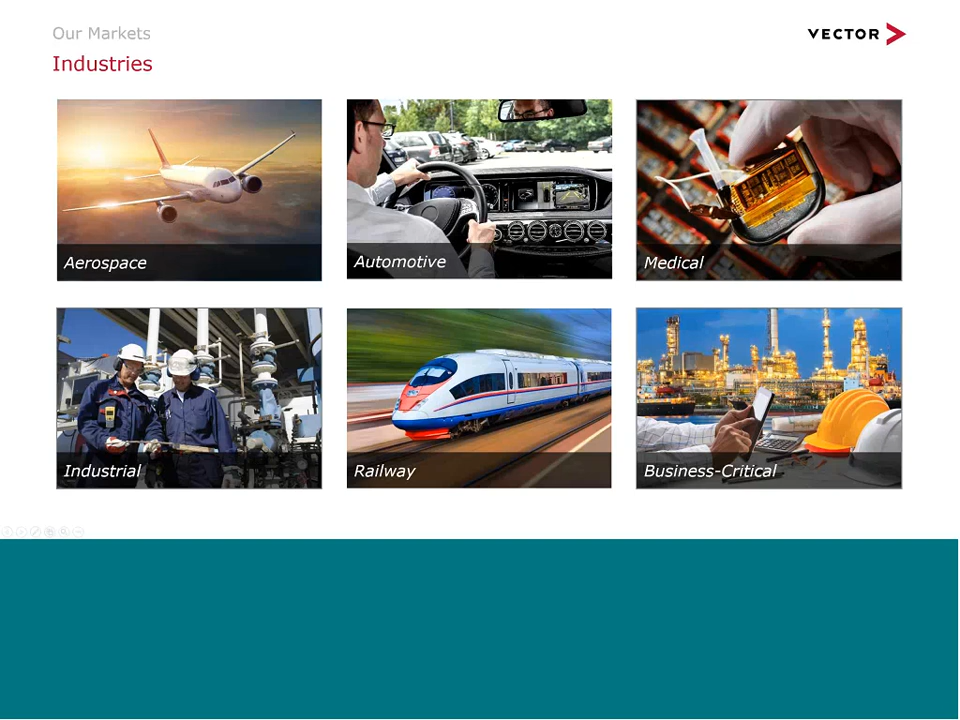 Our Markets
VECTOR
Industries
Aerospace
Automotive
Medical
Industrial
Railway
Business-Critical